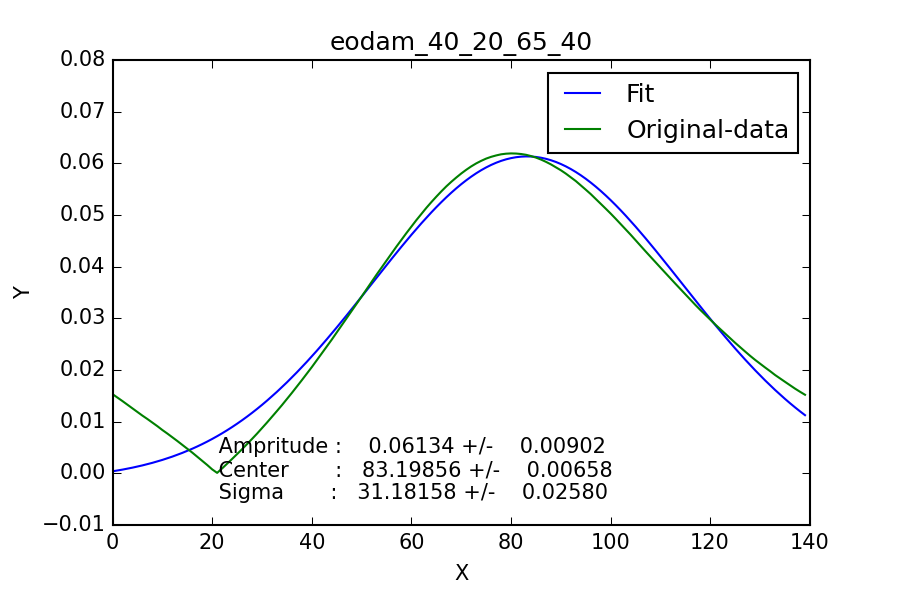 eodam_40_20_65_40
0.08
0.07
0.06
0.05
0.04
0.03
0.02
0.01
0.00
−0.01
Y
Fit
Original-data
Ampritude : 0.06134 +/- 0.00902
Center : 83.19856 +/- 0.00658
Sigma : 31.18158 +/- 0.02580
0 20 40 60 80 100 120 140
X